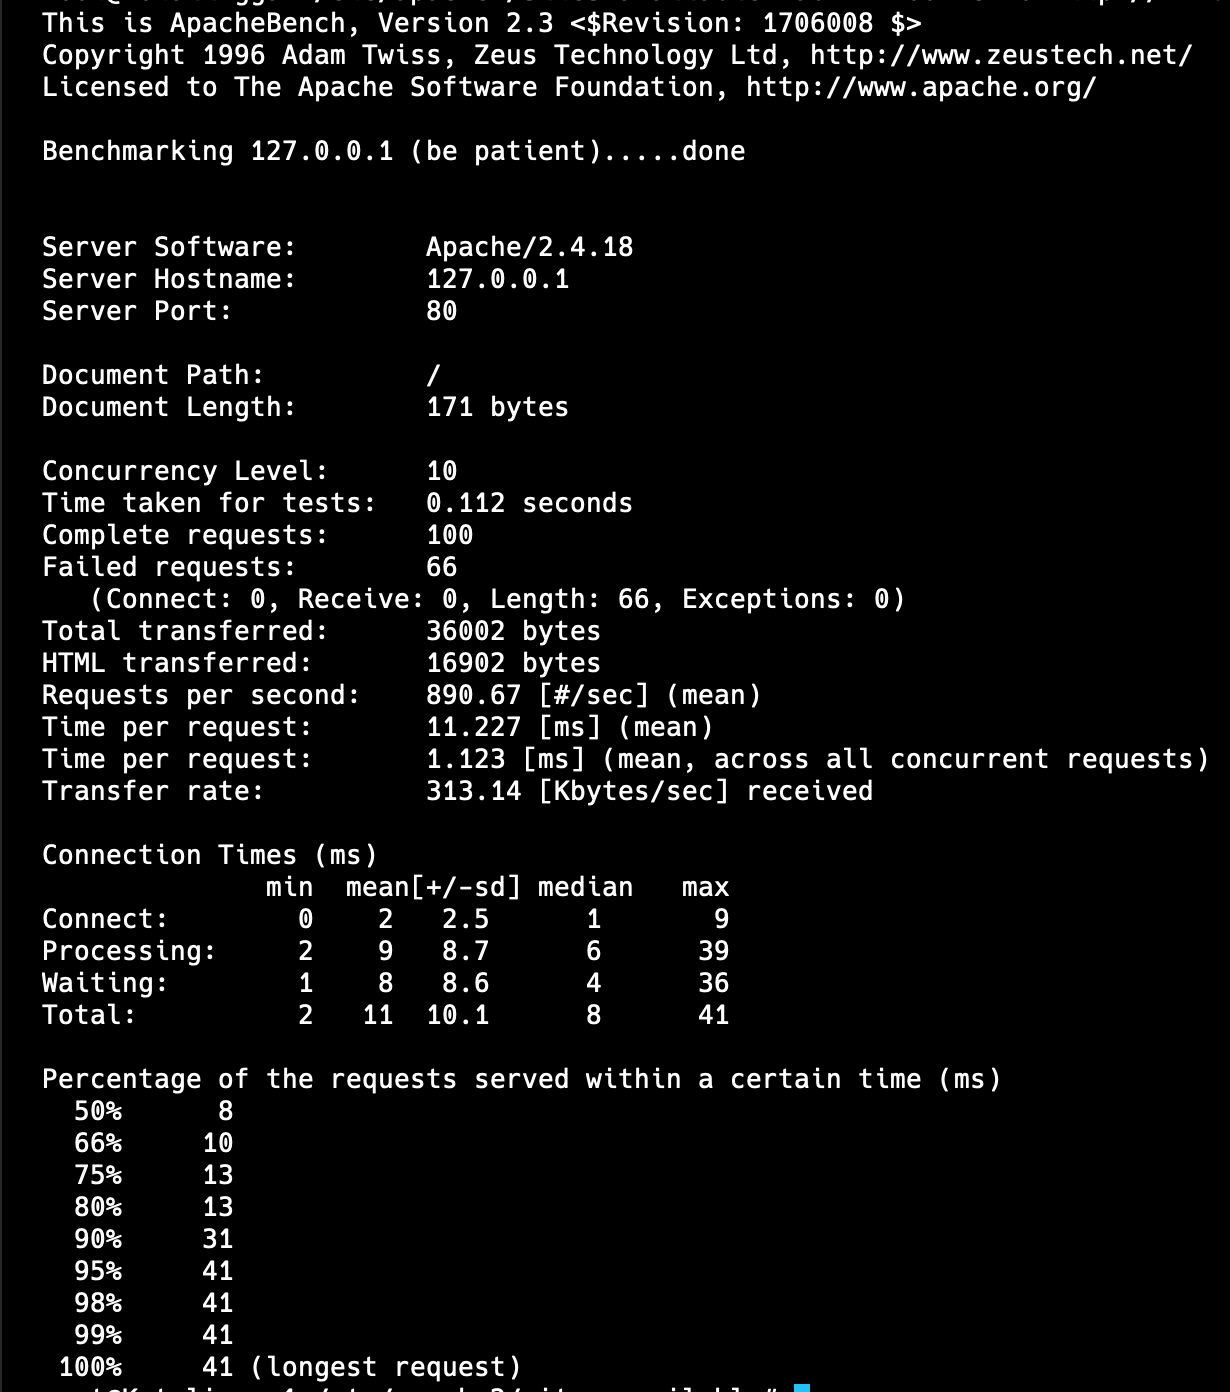 This is ApacheBench, Version 2.3 <$Revision: 1706008 $>
Copyright 1996 Adam Twiss, Zeus Technology Ltd, http://www.zeustech.net/
Licensed to The Apache Software Foundation, http://www.apache.org/

Benchmarking 127.0.0.1 (be patient).....done


Server Software:        Apache/2.4.18
Server Hostname:        127.0.0.1
Server Port:            80

Document Path:          /
Document Length:        171 bytes

Concurrency Level:      10
Time taken for tests:   0.112 seconds
Complete requests:      100
Failed requests:        66
   (Connect: 0, Receive: 0, Length: 66, Exceptions: 0)
Total transferred:      36002 bytes
HTML transferred:       16902 bytes
Requests per second:    890.67 [#/sec] (mean)
Time per request:       11.227 [ms] (mean)
Time per request:       1.123 [ms] (mean, across all concurrent requests)
Transfer rate:          313.14 [Kbytes/sec] received

Connection Times (ms)
              min  mean[+/-sd] median   max
Connect:        0    2   2.5      1       9
Processing:     2    9   8.7      6      39
Waiting:        1    8   8.6      4      36
Total:          2   11  10.1      8      41

Percentage of the requests served within a certain time (ms)
  50%      8
  66%     10
  75%     13
  80%     13
  90%     31
  95%     41
  98%     41
  99%     41
 100%     41 (longest request)